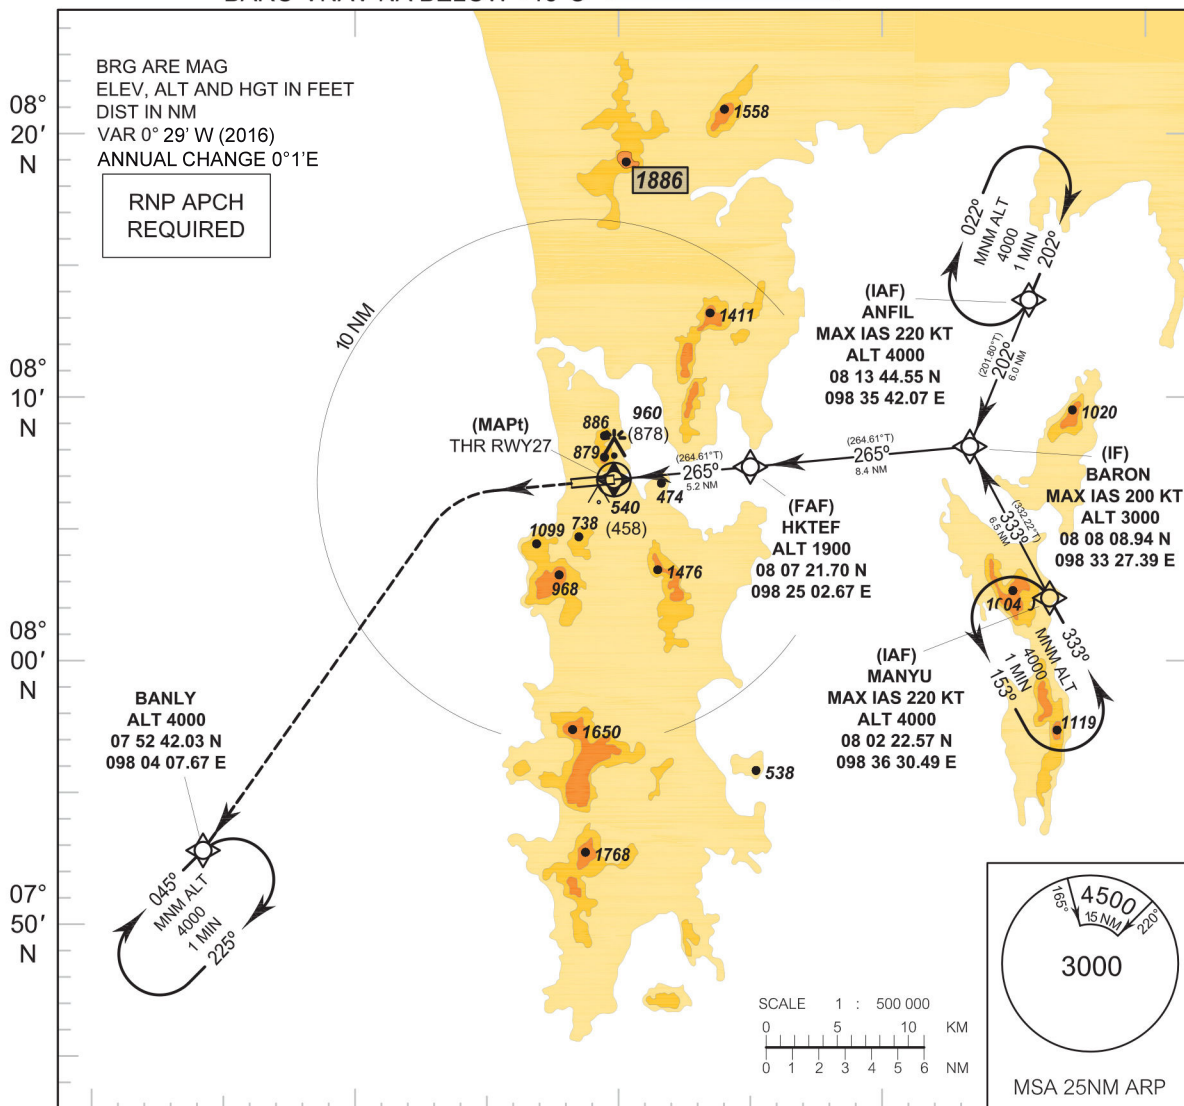 BRG ARE MAG
ELEV, ALT AND HGT IN FEET
DIST IN NM
VAR 0° 29' W (2016)
ANNUAL CHANGE 0°1'E
RNP APCH
REQUIRED
08°
20'
N
08°
10'
N
08°
00'
N
07°
50'
N
1558
1886
10 NM
1411
022°
MNM ALT
4000
1 MIN
202°
(IAF)
ANFIL
MAX IAS 220 KT
ALT 4000
08 13 44.55 N
098 35 42.07 E
(201.80°T)
202°
6.0 NM
1020
(MAPt)
THR RWY27
886
960
(878)
879
(264.61°T)
265°
5.2 NM
474
(264.61°T)
265°
8.4 NM
(IF)
BARON
MAX IAS 200 KT
ALT 3000
08 08 08.94 N
098 33 27.39 E
(FAF)
HKTEF
ALT 1900
08 07 21.70 N
098 25 02.67 E
540
(458)
738
1099
968
1476
(332.22°T)
333°
6.5 NM
(IAF)
MANYU
MAX IAS 220 KT
ALT 4000
08 02 22.57 N
098 36 30.49 E
333°
MNM ALT
4000
1 MIN
153°
1119
BANLY
ALT 4000
07 52 42.03 N
098 04 07.67 E
045°
MNM ALT
4000
1 MIN
225°
1650
538
1768
SCALE 1 : 500 000
0 5 10 KM
0 1 2 3 4 5 6 NM
165°
4500
15 NM
220°
3000
MSA 25NM ARP